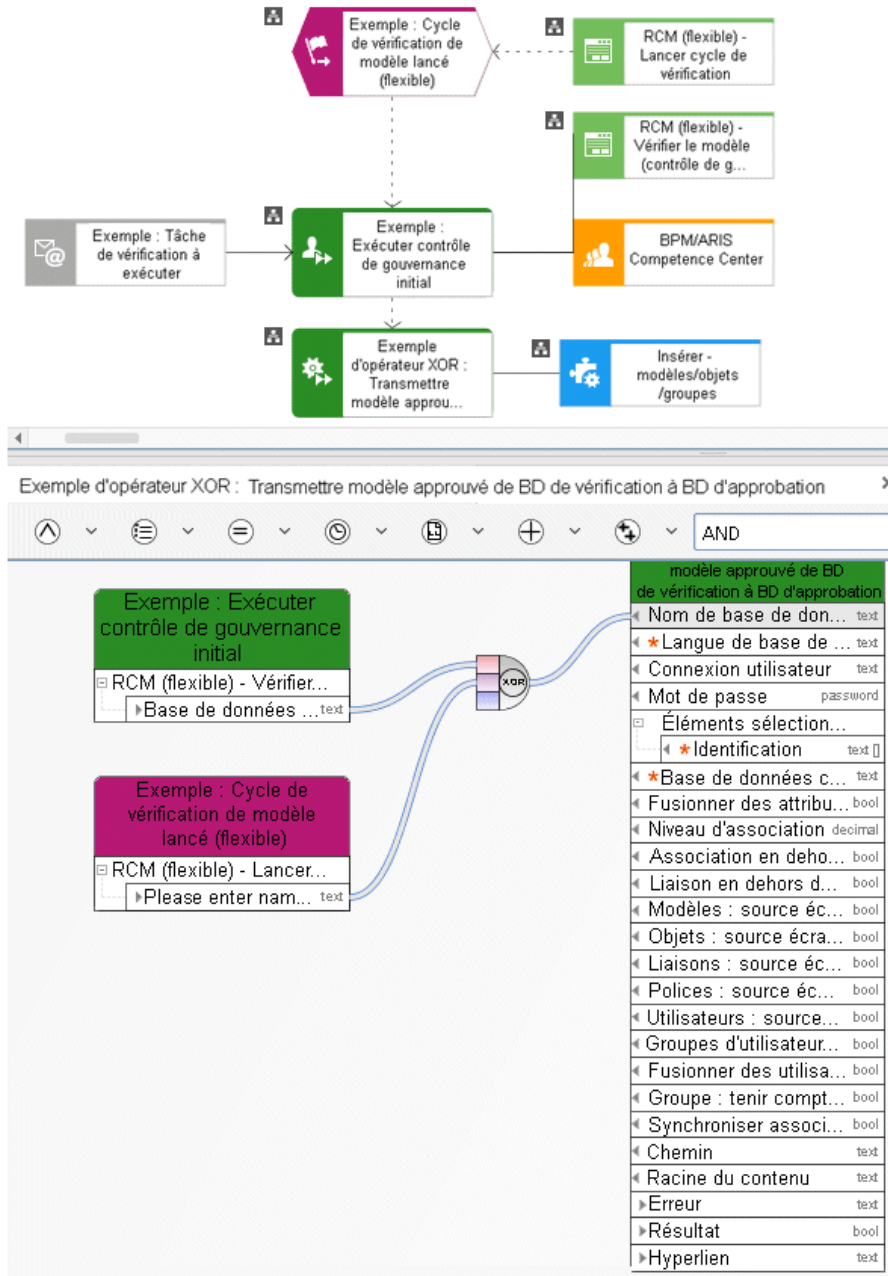 Exemple : Cycle
de vérification de
modèle lancé
(flexible)
RCM (flexible) -
Lancer cycle de
vérification
RCM (flexible) -
Vérifier le modèle
(contrôle de g...
Exemple : Tâche
de vérification à
exécuter
Exemple :
Exécuter contrôle
de gouvernance
initial
BPM/ARIS
Competence Center
Exemple
d'opérateur XOR :
Transmettre
modèle approu...
Insérer -
modèles/objets
/groupes
Exemple d'opérateur XOR : Transmettre modèle approuvé de BD de vérification à BD d'approbation
AND
Exemple : Exécuter
contrôle de gouvernance
initial
RCM (flexible) - Vérifier...
Base de données ... text
Exemple : Cycle de
vérification de modèle
lancé (flexible)
RCM (flexible) - Lancer...
Please enter nam... text
XOR
modèle approuvé de BD
de vérification à BD d'approbation
Nom de base de don... text
*Langue de base de ... text
Connexion utilisateur text
Mot de passe password
Éléments sélection...
*Identification text []
*Base de données c... text
Fusionner des attribu... bool
Niveau d'association decimal
Association en deho... bool
Liaison en dehors d... bool
Modèles : source éc... bool
Objets : source écra... bool
Liaisons : source éc... bool
Polices : source éc... bool
Utilisateurs : source... bool
Groupes d'utilisateur... bool
Fusionner des utilisa... bool
Groupe : tenir compt... bool
Synchroniser associ... bool
Chemin text
Racine du contenu text
Erreur text
Résultat bool
Hyperlien text